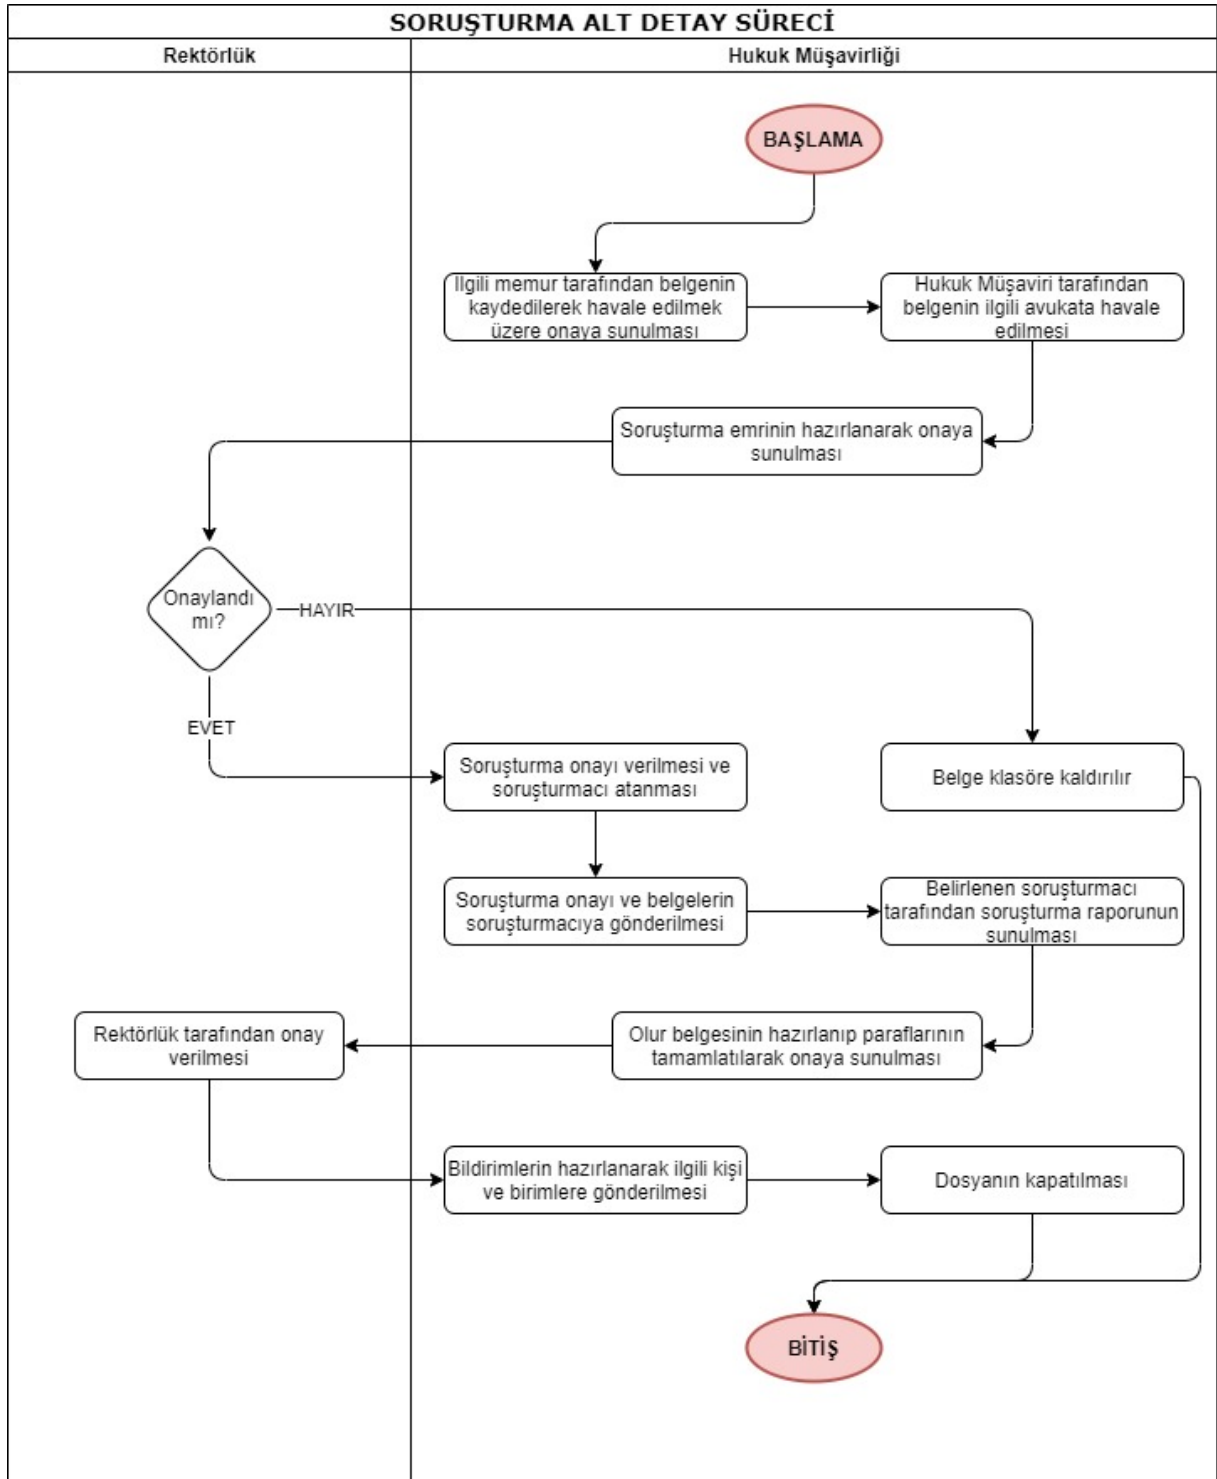 SORUŞTURMA ALT DETAY SÜRECİ
Rektörlük
Hukuk Müşavirliği
BAŞLAMA
İlgili memur tarafından belgenin
kaydedilerek havale edilmek
üzere onaya sunulması
Hukuk Müşaviri tarafından
belgenin ilgili avukata havale
edilmesi
Soruşturma emrinin hazırlanarak onaya
sunulması
Onaylandı
mı?
HAYIR
EVET
Soruşturma onayı verilmesi ve
soruşturmacı atanması
Belge klasöre kaldırılır
Soruşturma onayı ve belgelerin
soruşturmacıya gönderilmesi
Belirlenen soruşturmacı
tarafından soruşturma raporunun
sunulması
Rektörlük tarafından onay
verilmesi
Olur belgesinin hazırlanıp paraflarının
tamamlatılarak onaya sunulması
Bildirimlerin hazırlanarak ilgili kişi
ve birimlere gönderilmesi
Dosyanın kapatılması
BİTİŞ